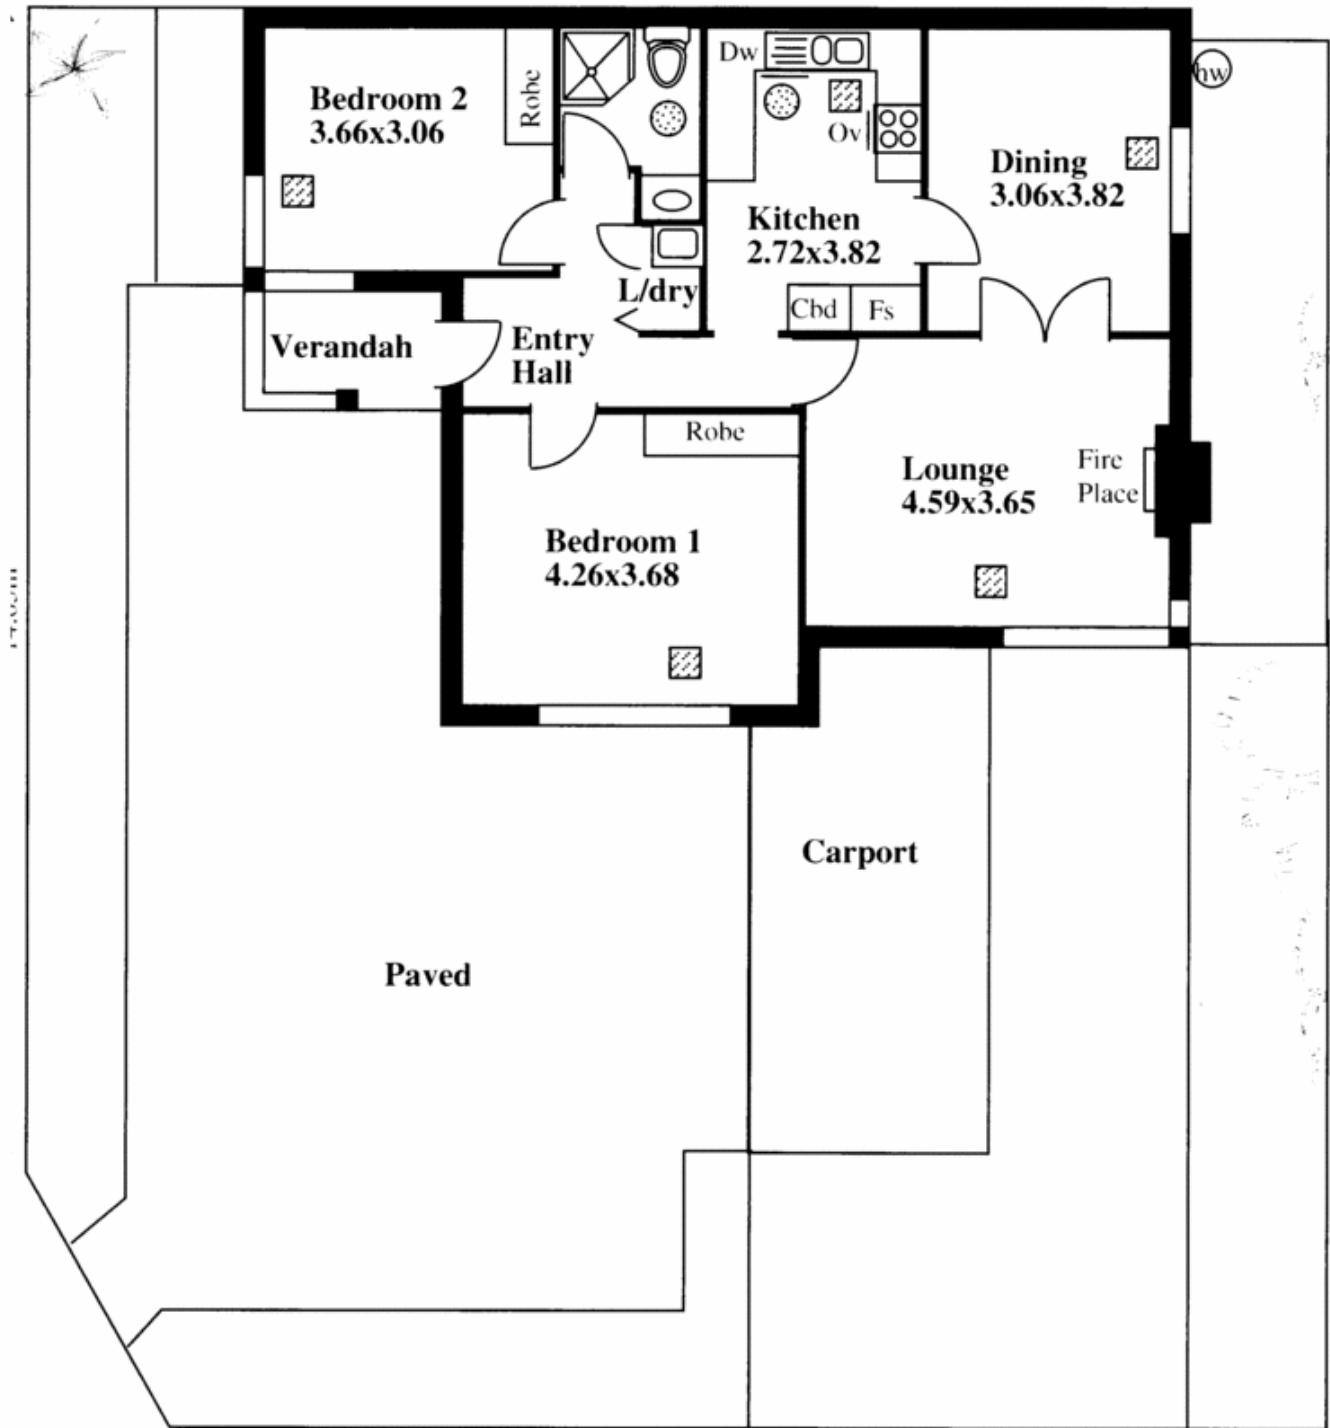 Bedroom 2
3.66x3.06
Robe
Dw
Ov
hw
Dining
3.06x3.82
Kitchen
2.72x3.82
L/dry
Cbd
Fs
Verandah
Entry
Hall
Robe
Lounge
4.59x3.65
Fire
Place
Bedroom 1
4.26x3.68
Carport
Paved